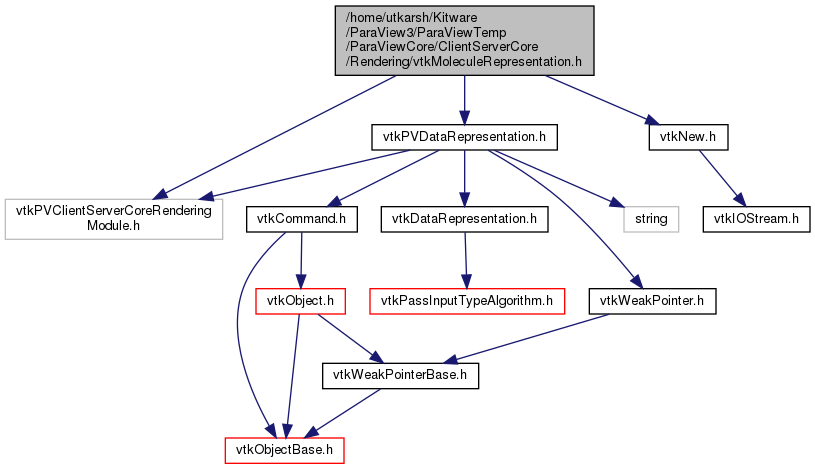 /home/utkarsh/Kitware
/ParaView3/ParaViewTemp
/ParaViewCore/ClientServerCore
/Rendering/vtkMoleculeRepresentation.h
vtkPVDataRepresentation.h
vtkNew.h
vtkPVClientServerCoreRendering
Module.h
vtkCommand.h
vtkDataRepresentation.h
string
vtkIOStream.h
vtkObject.h
vtkPassInputTypeAlgorithm.h
vtkWeakPointer.h
vtkWeakPointerBase.h
vtkObjectBase.h